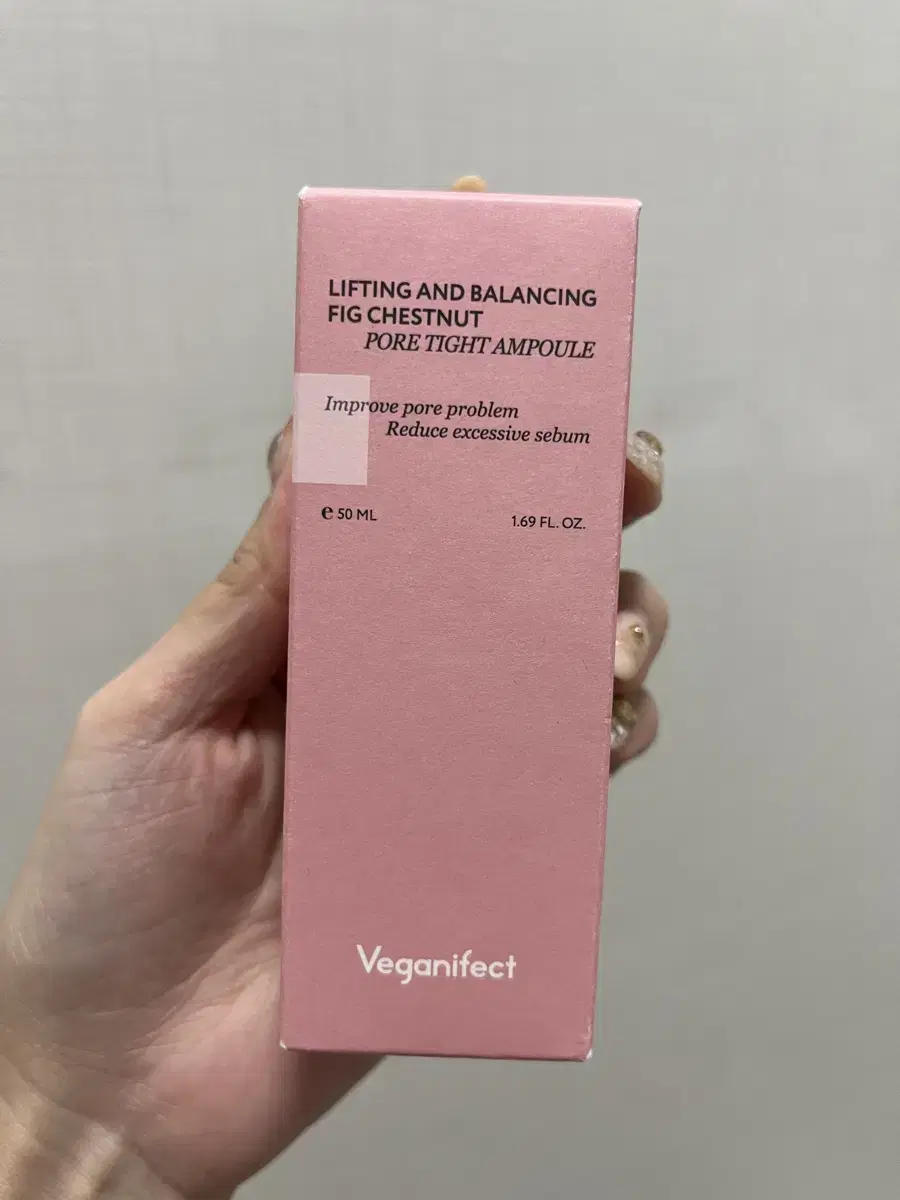 LIFTING AND BALANCING
FIG CHESTNUT
PORE TIGHT AMPOULE
Improve pore problem
Reduce excessive sebum
e 50 ML 1.69 FL. OZ.
Veganifect